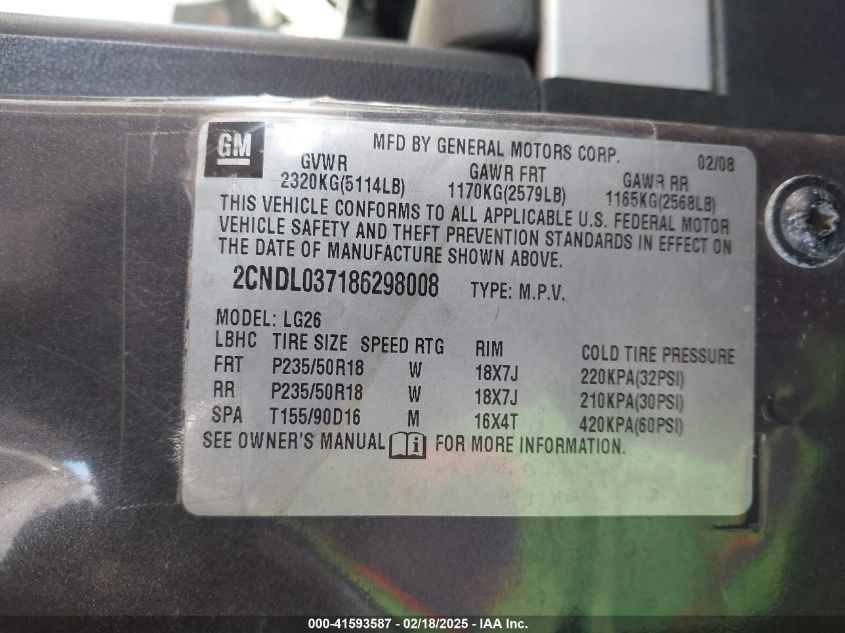 GM
MFD BY GENERAL MOTORS CORP. 02/08
GVWR GAWR FRT GAWR RR
2320KG(5114LB) 1170KG(2579LB) 1165KG(2568LB)
THIS VEHICLE CONFORMS TO ALL APPLICABLE U.S. FEDERAL MOTOR
VEHICLE SAFETY AND THEFT PREVENTION STANDARDS IN EFFECT ON
THE DATE OF MANUFACTURE SHOWN ABOVE.
2CNDL037186298008 TYPE: M.P.V.
MODEL: LG26
LBHC TIRE SIZE SPEED RTG RIM COLD TIRE PRESSURE
FRT P235/50R18 W 18X7J 220KPA(32PSI)
RR P235/50R18 W 18X7J 210KPA(30PSI)
SPA T155/90D16 M 16X4T 420KPA(60PSI)
SEE OWNER'S MANUAL i FOR MORE INFORMATION.
000-41593587 - 02/18/2025 - IAA Inc.